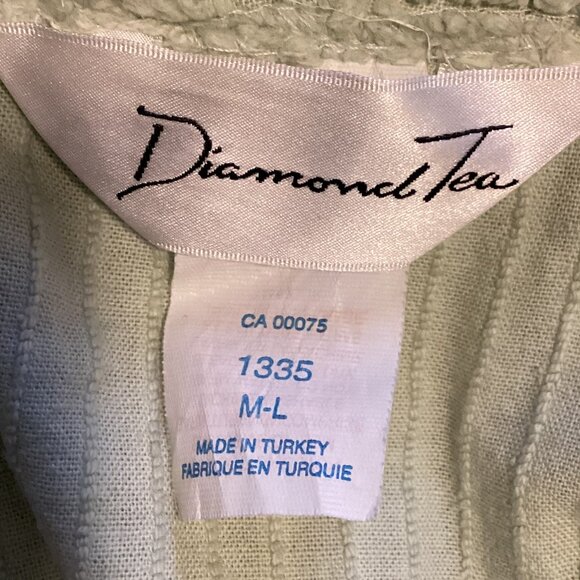 Diamond Tea
CA 00075
1335
M-L
MADE IN TURKEY
FABRIQUE EN TURQUIE